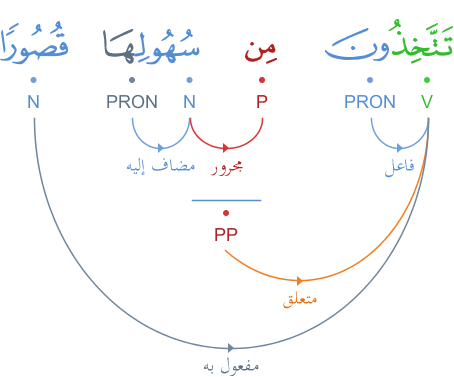 تَتَّخِذُونَ مِن سُهُولِهَا قُصُورًا
V PRON P N PRON N
فاعل مجرور مضاف إليه
PP
متعلق
مفعول به